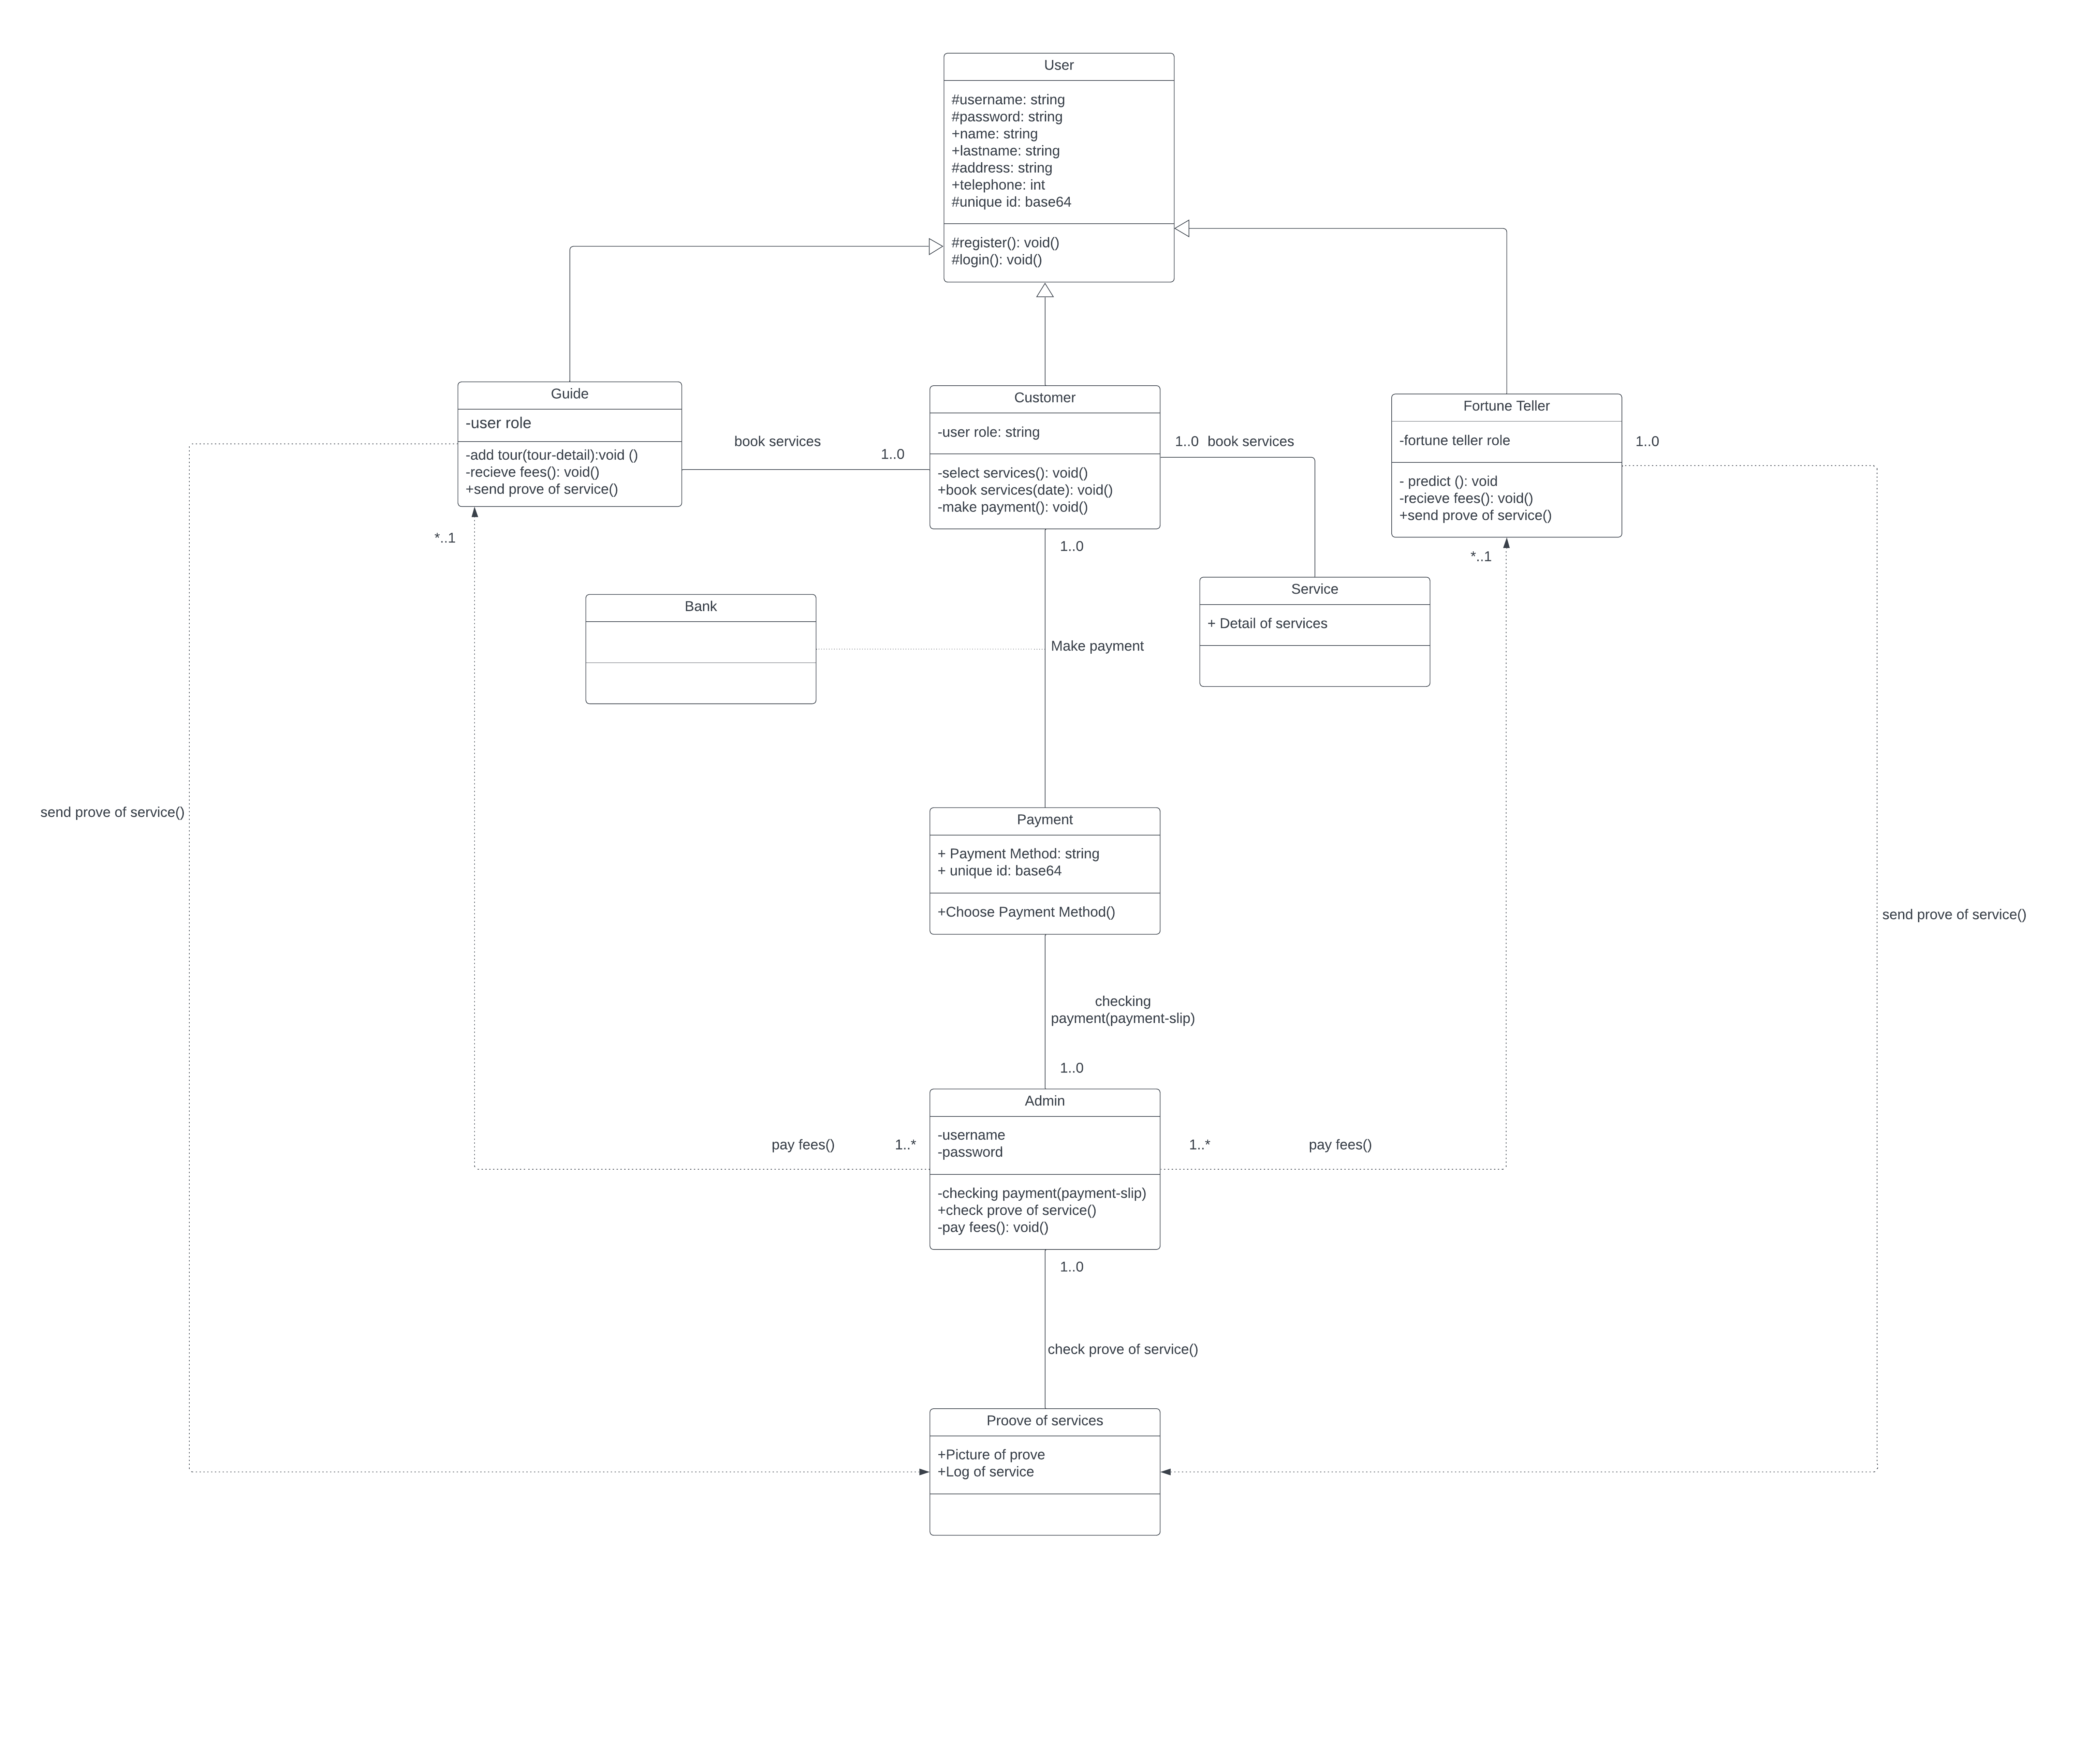 User
#username: string
#password: string
+name: string
+lastname: string
#address: string
+telephone: int
#unique id: base64
#register(): void()
#login(): void()
Guide
-user role
-add tour(tour-detail):void ()
-recieve fees(): void()
+send prove of service()
book services
1..0
Customer
-user role: string
-select services(): void()
+book services(date): void()
-make payment(): void()
1..0 book services
Fortune Teller
-fortune teller role
- predict (): void
-recieve fees(): void()
+send prove of service()
1..0
*..1
1..0
*..1
Bank
Service
+ Detail of services
Make payment
send prove of service()
Payment
+ Payment Method: string
+ unique id: base64
+Choose Payment Method()
send prove of service()
checking
payment(payment-slip)
1..0
Admin
-username
-password
-checking payment(payment-slip)
+check prove of service()
-pay fees(): void()
pay fees()
1..*
1..*
pay fees()
1..0
check prove of service()
Proove of services
+Picture of prove
+Log of service